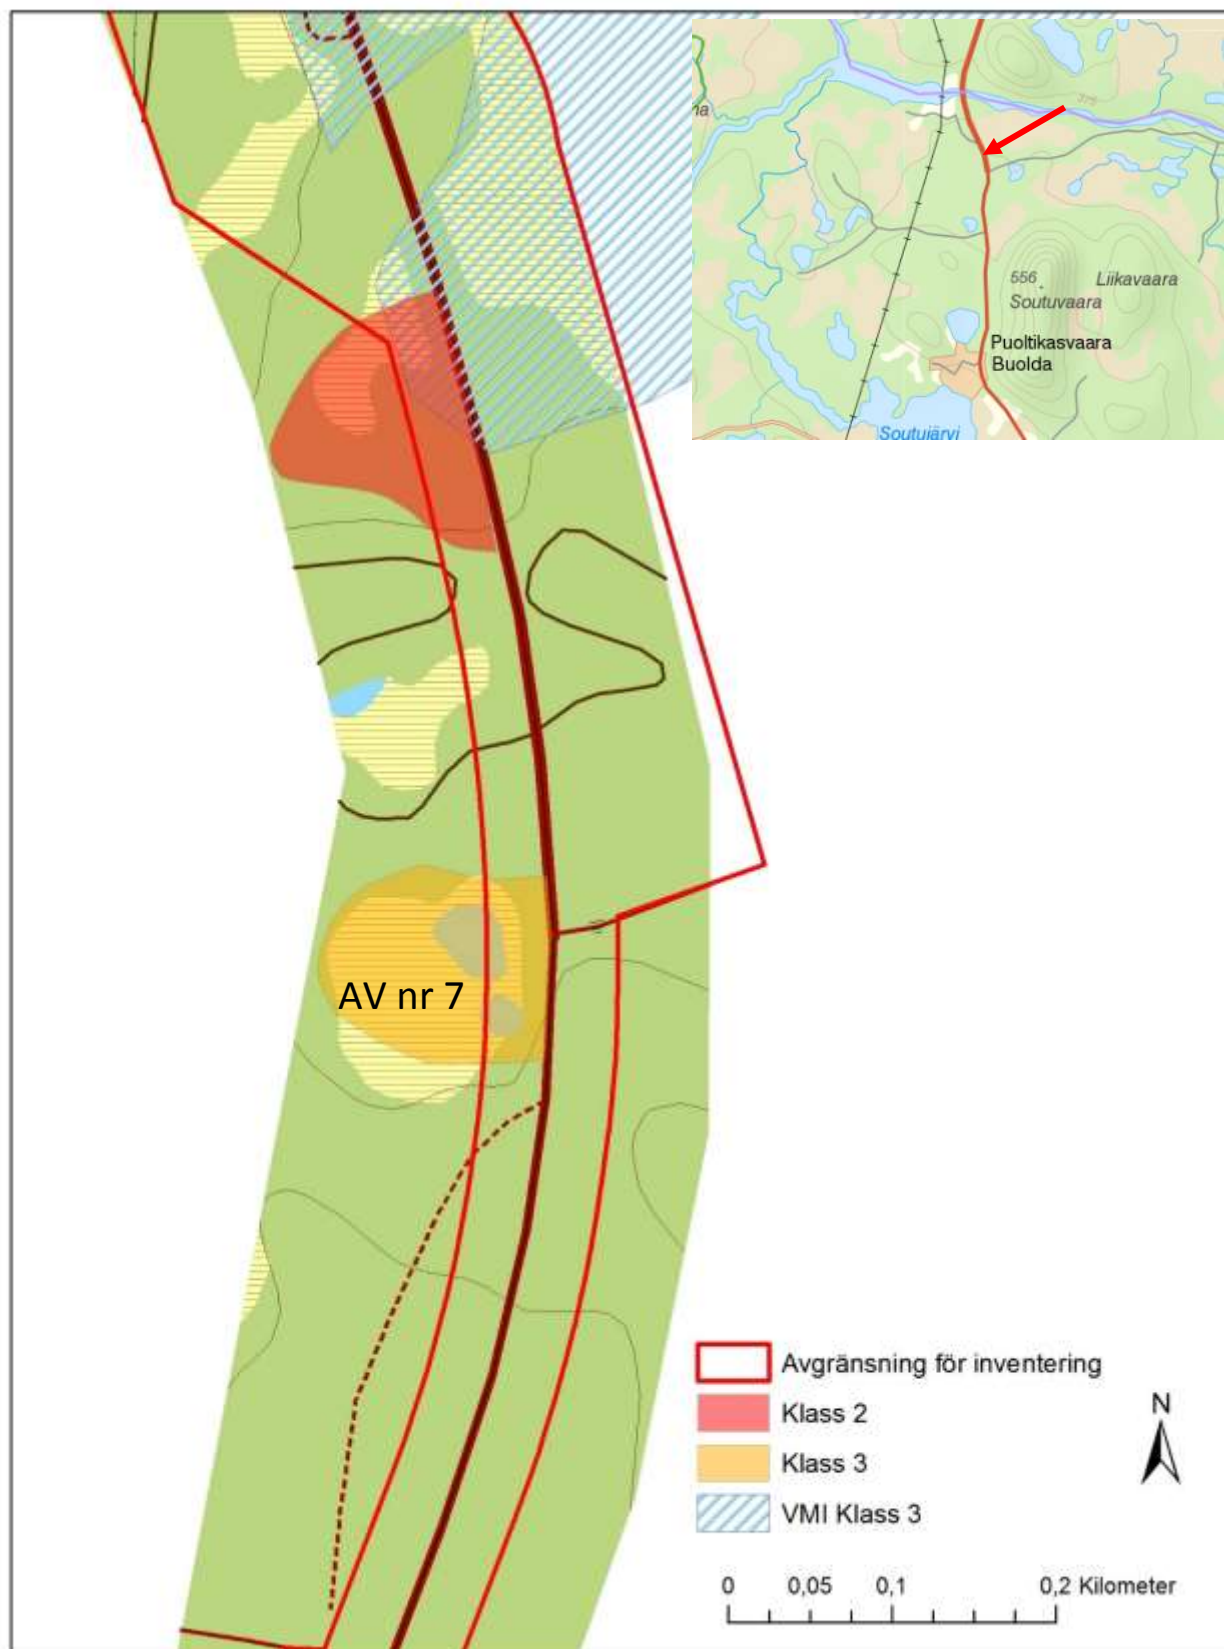 375
556
Soutuvaara
Liikavaara
Puoltikasvaara
Buolda
Soutujärvi
AV nr 7
Avgränsning för inventering
Klass 2
Klass 3
VMI Klass 3
N
0 0,05 0,1 0,2 Kilometer